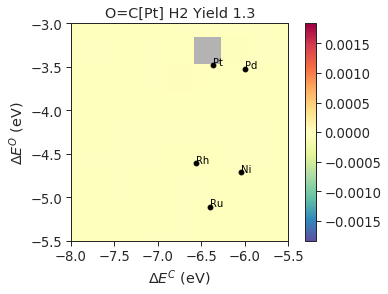 O=C[Pt] H2 Yield 1.3
−3.0
−3.5
−4.0
−4.5
−5.0
−5.5
ΔE^O (eV)
Pt
Pd
Rh
Ni
Ru
−8.0 −7.5 −7.0 −6.5 −6.0 −5.5
ΔE^C (eV)
0.0015
0.0010
0.0005
0.0000
−0.0005
−0.0010
−0.0015